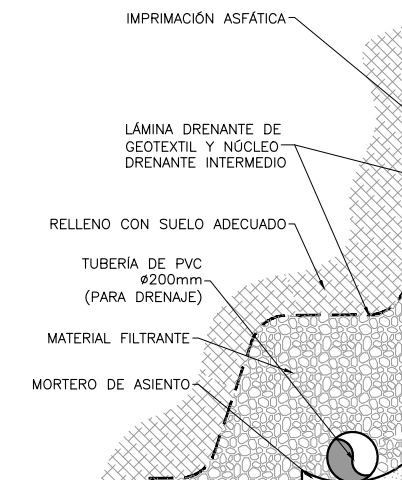 IMPRIMACIÓN ASFÁTICA
LÁMINA DRENANTE DE
GEOTEXTIL Y NÚCLEO
DRENANTE INTERMEDIO
RELLENO CON SUELO ADECUADO
TUBERÍA DE PVC
ø200mm
(PARA DRENAJE)
MATERIAL FILTRANTE
MORTERO DE ASIENTO